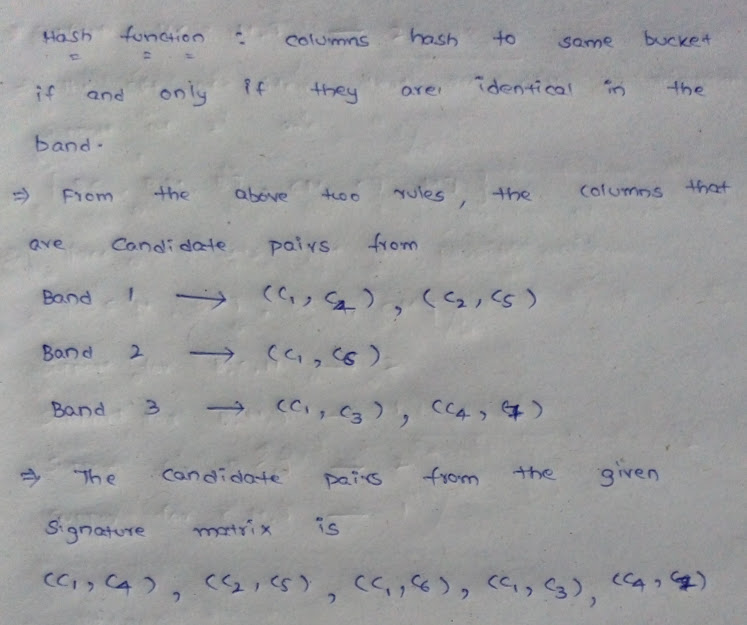 Hash function : columns hash to same bucket
if and only if they are identical in the
band.
⇒ From the above two rules, the columns that
are Candidate pairs from
Band 1 → (C₁, C₄), (C₂, C₅)
Band 2 → (C₁, C₆)
Band 3 → (C₁, C₃), (C₄, C₇)
⇒ The Candidate pairs from the given
Signature matrix is
(C₁, C₄), (C₂, C₅), (C₁, C₆), (C₁, C₃), (C₄, C₇)